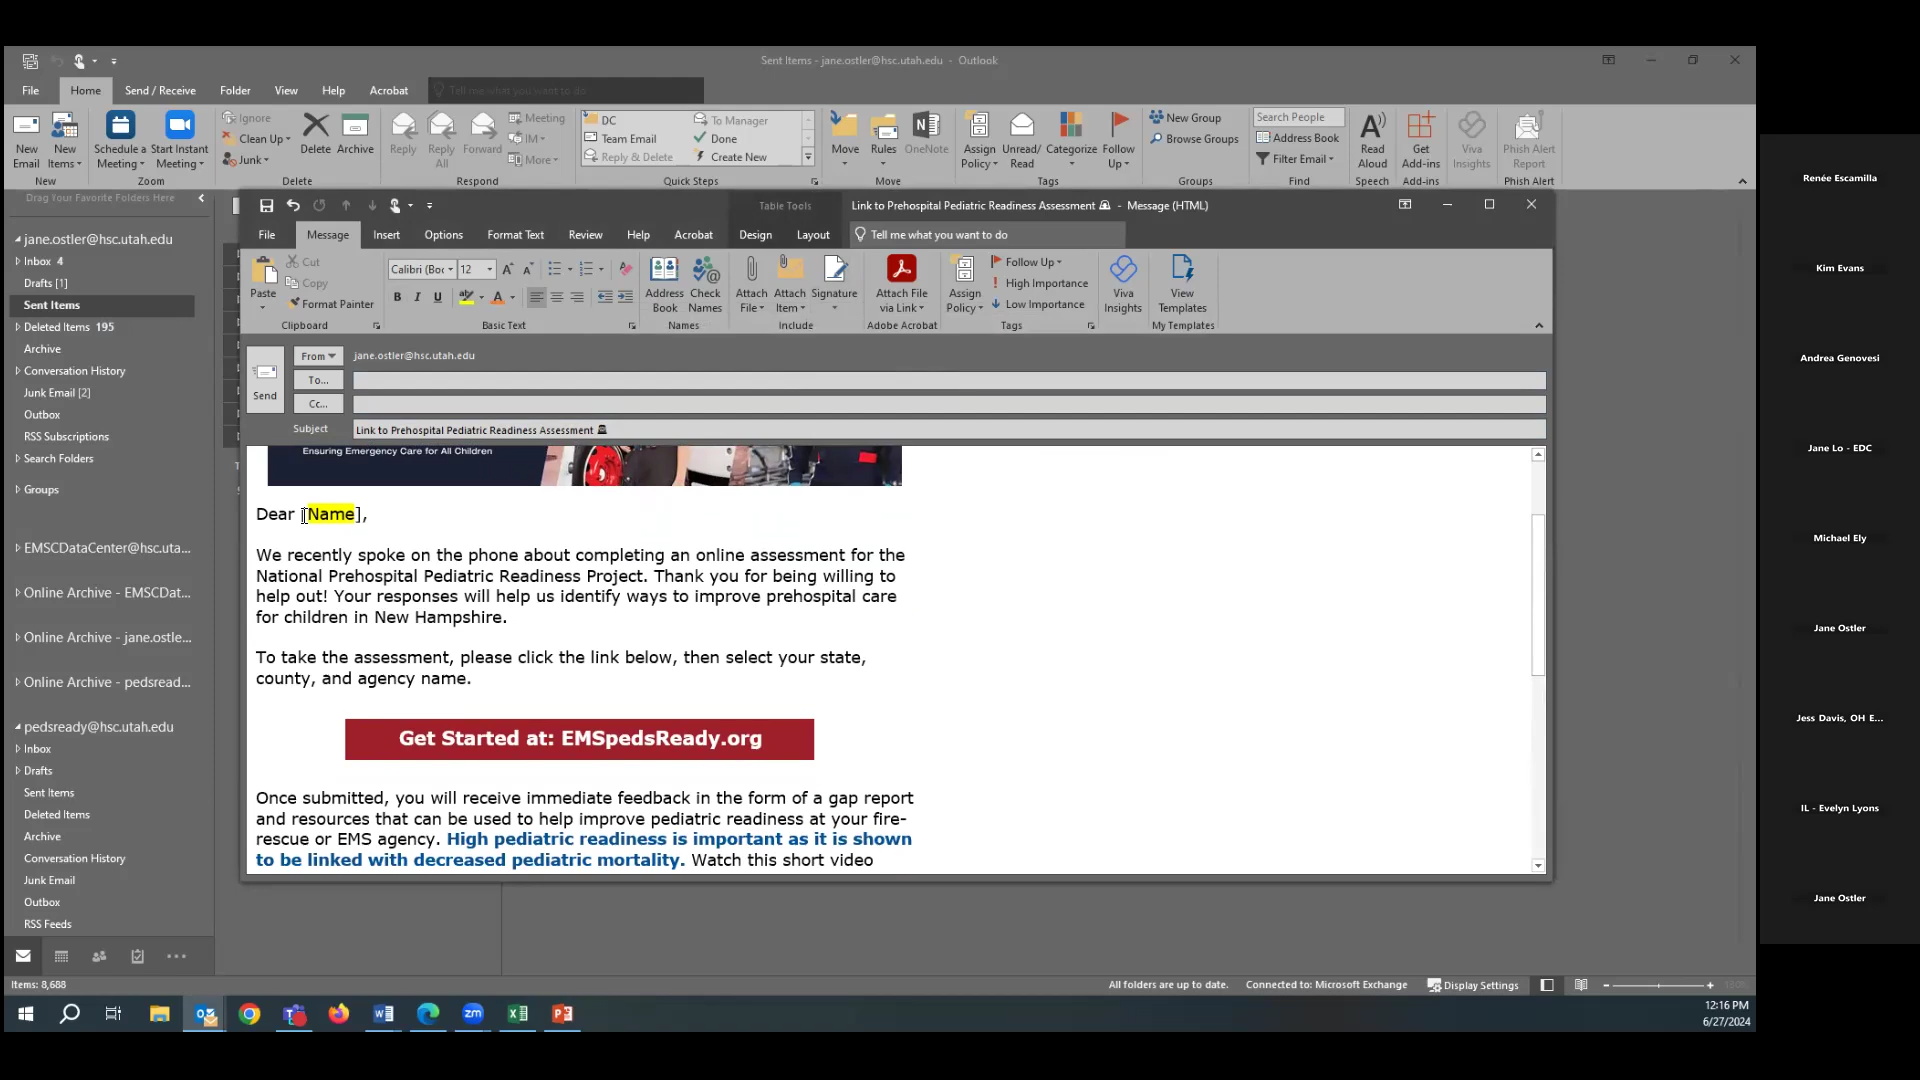 Sent Items - jane.ostler@hsc.utah.edu - Outlook
File Home Send / Receive Folder View Help Acrobat Tell me what you want to do
New Email
New Items
New
Schedule a Meeting
Start Instant Meeting
Zoom
Ignore
Clean Up
Junk
Delete
Archive
Delete
Reply
Reply All
Forward
Meeting
IM
More
Respond
DC
Team Email
Reply & Delete
To Manager
Done
Create New
Quick Steps
Move
Rules
OneNote
Move
Assign Policy
Unread/ Read
Categorize
Follow Up
Tags
New Group
Browse Groups
Groups
Search People
Address Book
Filter Email
Find
Read Aloud
Speech
Get Add-ins
Add-ins
Viva Insights
Phish Alert Report
Phish Alert
Drag Your Favorite Folders Here
jane.ostler@hsc.utah.edu
Inbox 4
Drafts [1]
Sent Items
Deleted Items 195
Archive
Conversation History
Junk Email [2]
Outbox
RSS Subscriptions
Search Folders
Groups
EMSCDataCenter@hsc.uta...
Online Archive - EMSCDat...
Online Archive - jane.ostle...
Online Archive - pedsread...
pedsready@hsc.utah.edu
Inbox
Drafts
Sent Items
Deleted Items
Archive
Conversation History
Junk Email
Outbox
RSS Feeds
Items: 8,688
Table Tools
Link to Prehospital Pediatric Readiness Assessment - Message (HTML)
File Message Insert Options Format Text Review Help Acrobat Design Layout Tell me what you want to do
Paste
Cut
Copy
Format Painter
Clipboard
Calibri (Boc 12
B I U
Basic Text
Address Book
Check Names
Names
Attach File
Attach Item
Signature
Include
Attach File via Link
Adobe Acrobat
Assign Policy
Follow Up
High Importance
Low Importance
Tags
Viva Insights
View Templates
My Templates
Send
From jane.ostler@hsc.utah.edu
To...
Cc...
Subject Link to Prehospital Pediatric Readiness Assessment
Ensuring Emergency Care for All Children
Dear [Name],
We recently spoke on the phone about completing an online assessment for the
National Prehospital Pediatric Readiness Project. Thank you for being willing to
help out! Your responses will help us identify ways to improve prehospital care
for children in New Hampshire.
To take the assessment, please click the link below, then select your state,
county, and agency name.
Get Started at: EMSpedsReady.org
Once submitted, you will receive immediate feedback in the form of a gap report
and resources that can be used to help improve pediatric readiness at your fire-
rescue or EMS agency. High pediatric readiness is important as it is shown
to be linked with decreased pediatric mortality. Watch this short video
All folders are up to date. Connected to: Microsoft Exchange Display Settings
12:16 PM
6/27/2024
Renée Escamilla
Kim Evans
Andrea Genovesi
Jane Lo - EDC
Michael Ely
Jane Ostler
Jess Davis, OH E...
IL - Evelyn Lyons
Jane Ostler